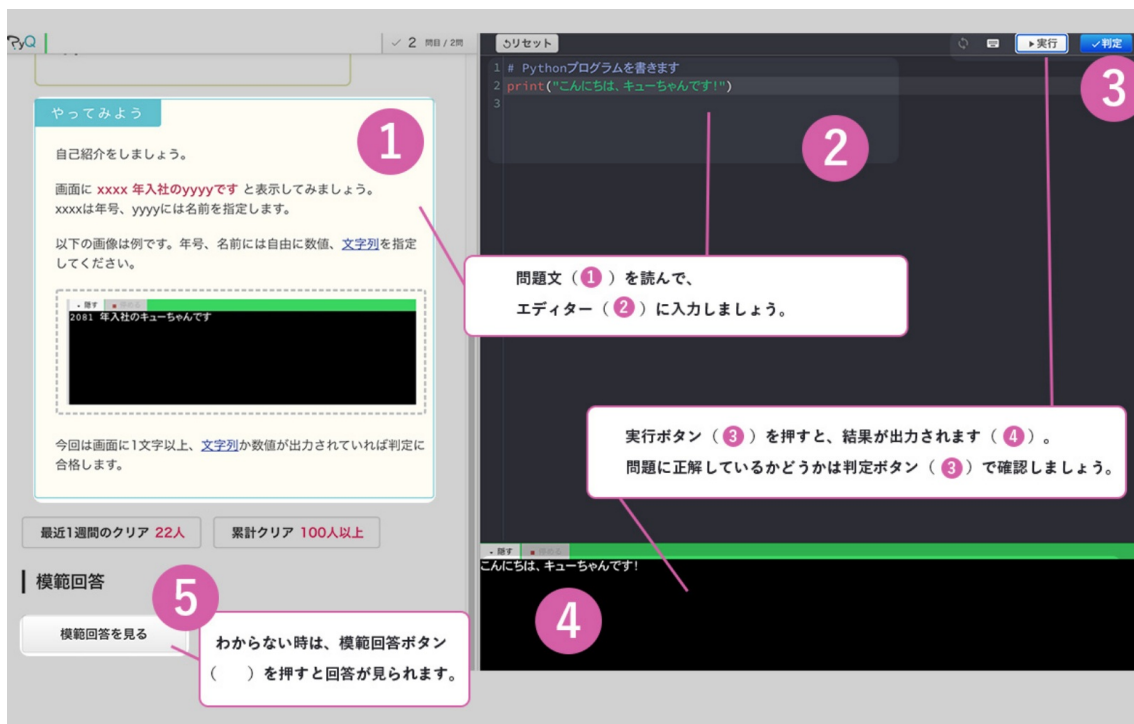 PyQ
✓ 2 問目 / 2問
リセット
▶実行
✓判定
3
1 # Pythonプログラムを書きます
2 print("こんにちは、キューちゃんです!")
3
2
やってみよう
1
自己紹介をしましょう。
画面に xxxx 年入社のyyyyです と表示してみましょう。
xxxxは年号、yyyyには名前を指定します。
以下の画像は例です。年号、名前には自由に数値、文字列を指定
してください。
隠す
2081 年入社のキューちゃんです
今回は画面に1文字以上、文字列か数値が出力されていれば判定に
合格します。
問題文（1）を読んで、
エディター（2）に入力しましょう。
実行ボタン（3）を押すと、結果が出力されます（4）。
問題に正解しているかどうかは判定ボタン（3）で確認しましょう。
最近1週間のクリア 22人
累計クリア 100人以上
模範回答
5
模範回答を見る
わからない時は、模範回答ボタン
（　）を押すと回答が見られます。
隠す
こんにちは、キューちゃんです!
4